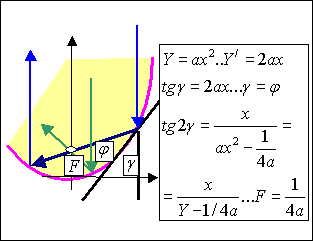 F φ γ
Y = ax²..Y' = 2ax
tgγ = 2ax...γ = φ
tg2γ = x / (ax² − 1/(4a)) =
= x / (Y − 1/4a) ...F = 1/(4a)